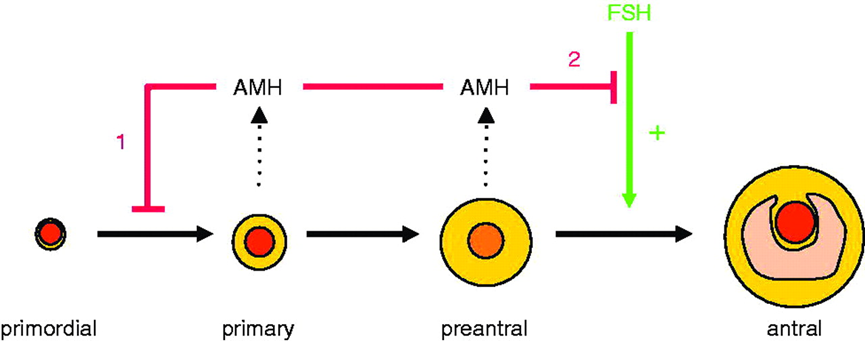 FSH
2
AMH
AMH
1
+
primordial
primary
preantral
antral